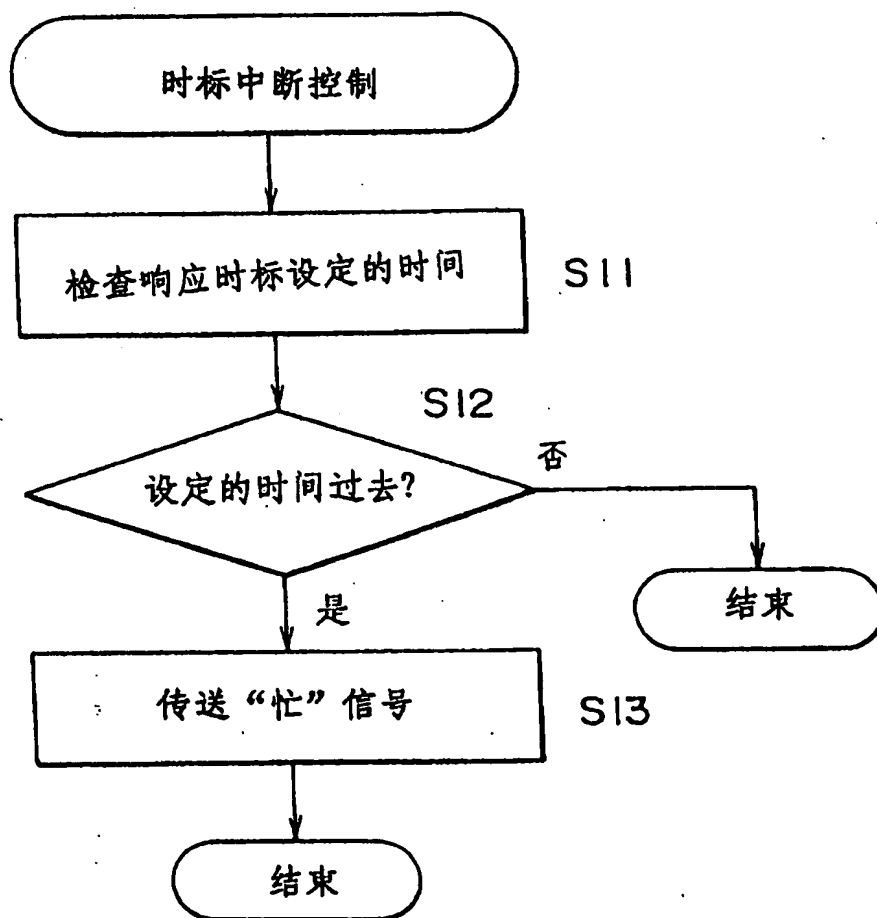 时标中断控制
检查响应时标设定的时间
S11
S12
设定的时间过去?
否
结束
是
传送“忙”信号
S13
结束